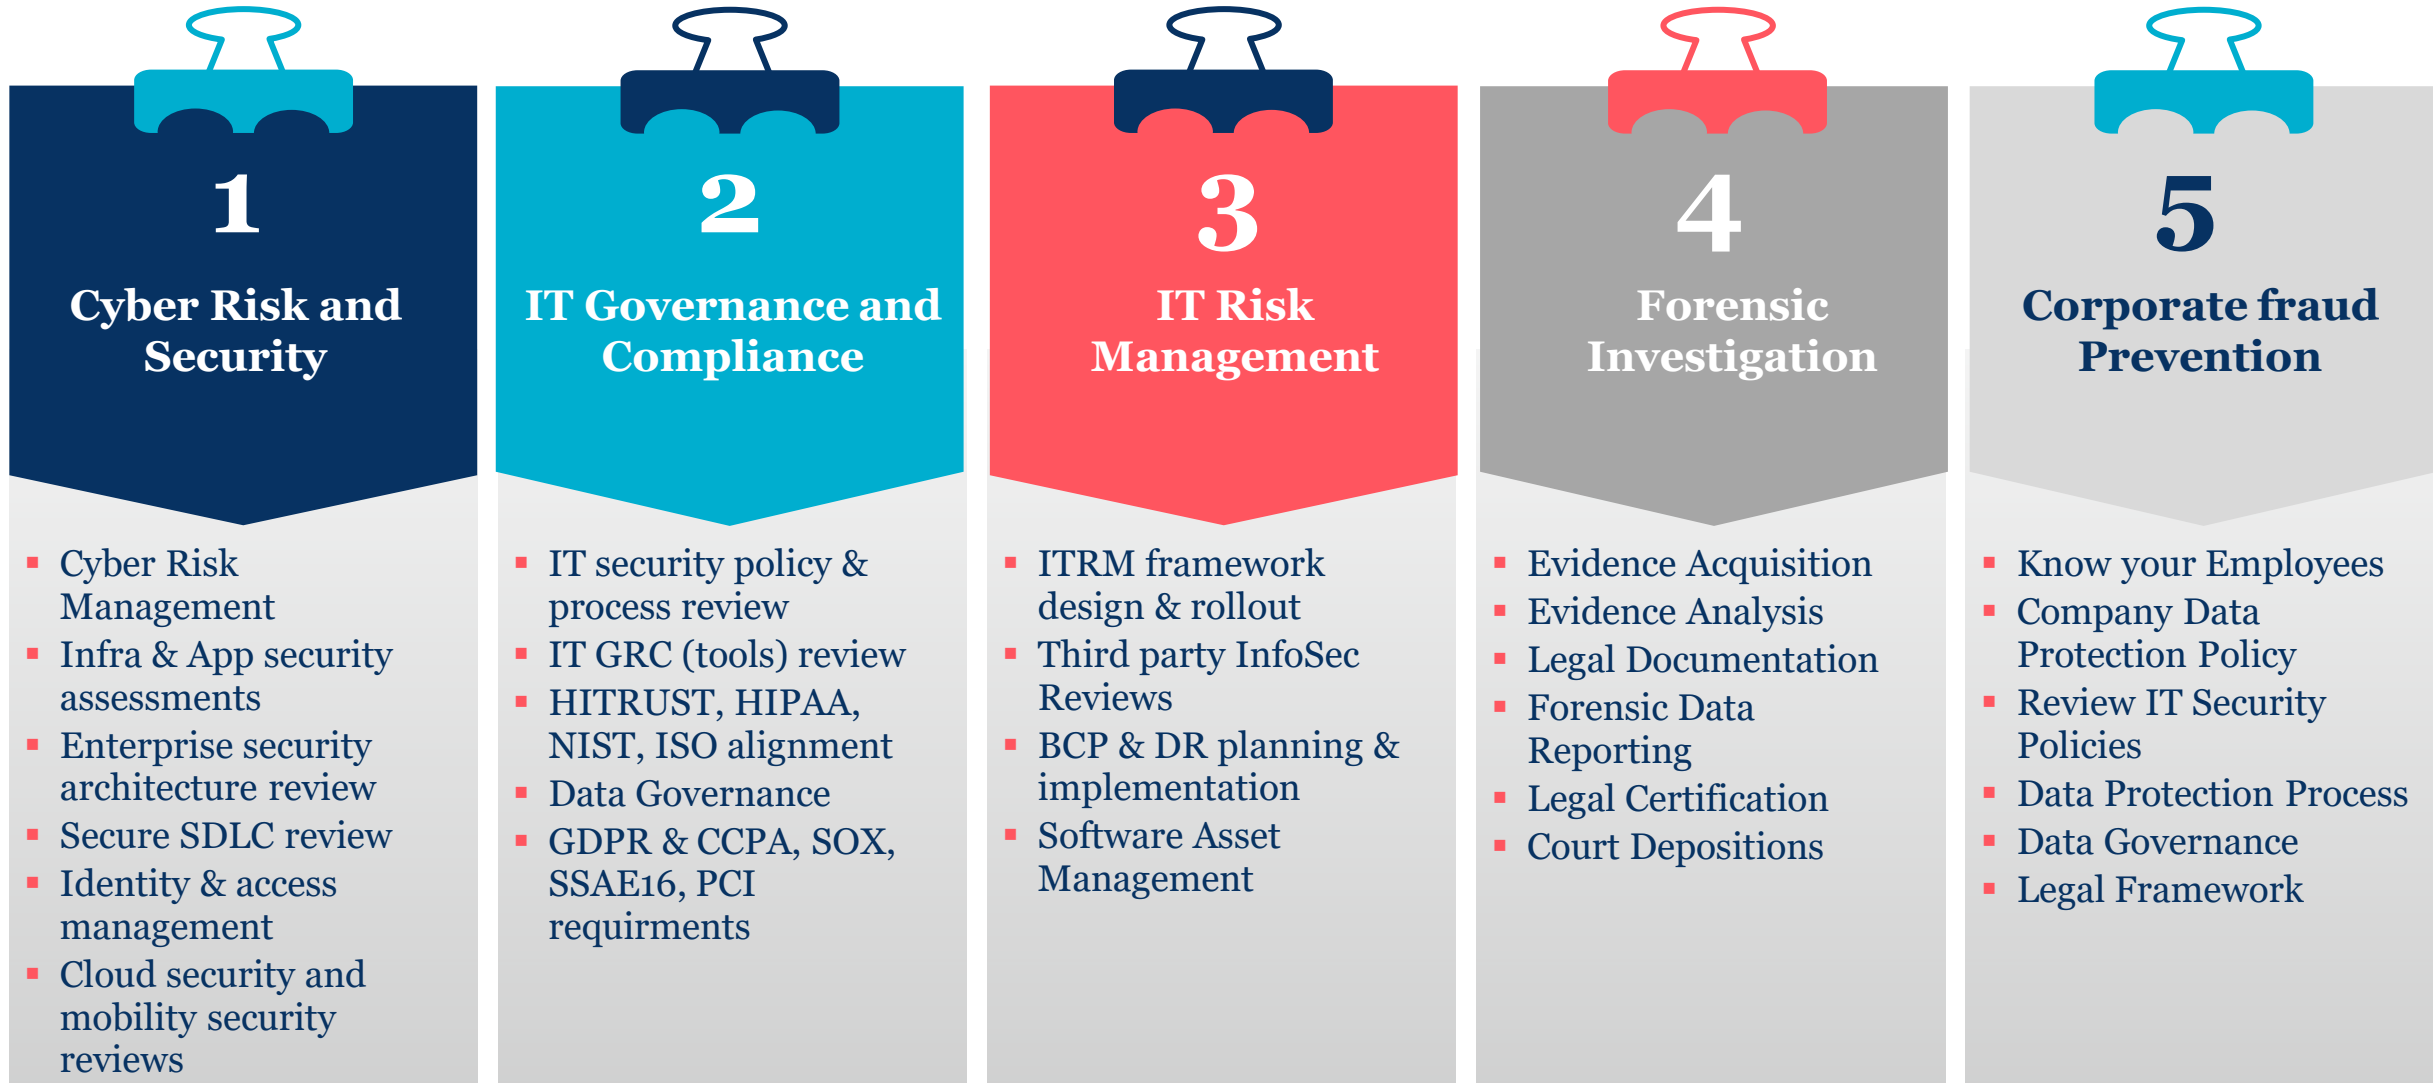 1
Cyber Risk and
Security
▪ Cyber Risk
Management
▪ Infra & App security
assessments
▪ Enterprise security
architecture review
▪ Secure SDLC review
▪ Identity & access
management
▪ Cloud security and
mobility security
reviews
2
IT Governance and
Compliance
▪ IT security policy &
process review
▪ IT GRC (tools) review
▪ HITRUST, HIPAA,
NIST, ISO alignment
▪ Data Governance
▪ GDPR & CCPA, SOX,
SSAE16, PCI
requirments
3
IT Risk
Management
▪ ITRM framework
design & rollout
▪ Third party InfoSec
Reviews
▪ BCP & DR planning &
implementation
▪ Software Asset
Management
4
Forensic
Investigation
▪ Evidence Acquisition
▪ Evidence Analysis
▪ Legal Documentation
▪ Forensic Data
Reporting
▪ Legal Certification
▪ Court Depositions
5
Corporate fraud
Prevention
▪ Know your Employees
▪ Company Data
Protection Policy
▪ Review IT Security
Policies
▪ Data Protection Process
▪ Data Governance
▪ Legal Framework